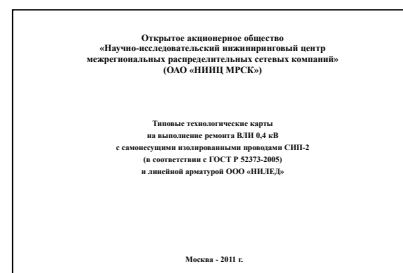 Открытое акционерное общество
«Научно-исследовательский инжиниринговый центр
межрегиональных распределительных сетевых компаний»
(ОАО «НИИЦ МРСК»)
Типовые технологические карты
на выполнение ремонта ВЛИ 0,4 кВ
с самонесущими изолированными проводами СИП-2
(в соответствии с ГОСТ Р 52373-2005)
и линейной арматурой ООО «НИЛЕД»
Москва - 2011 г.